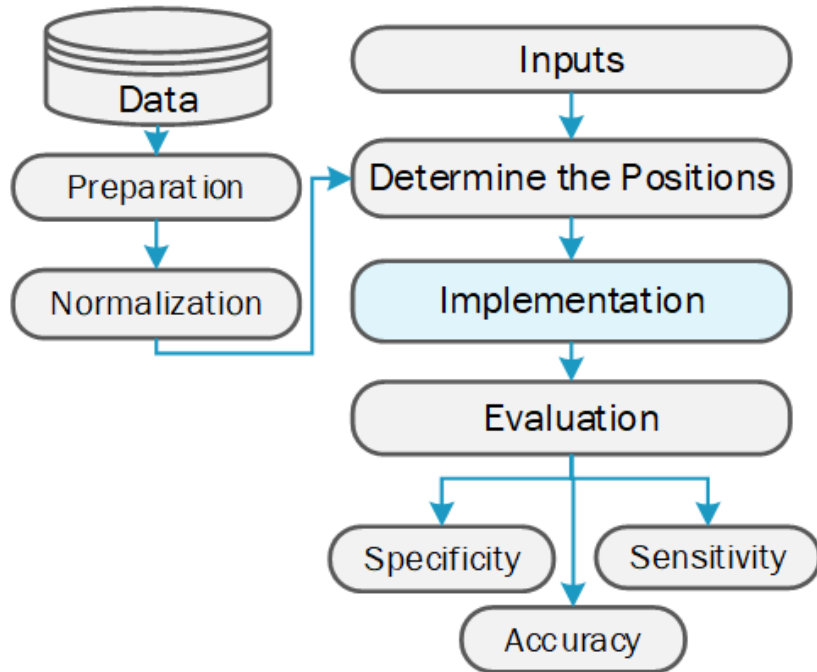 Data
Preparation
Normalization
Inputs
Determine the Positions
Implementation
Evaluation
Specificity
Sensitivity
Accuracy